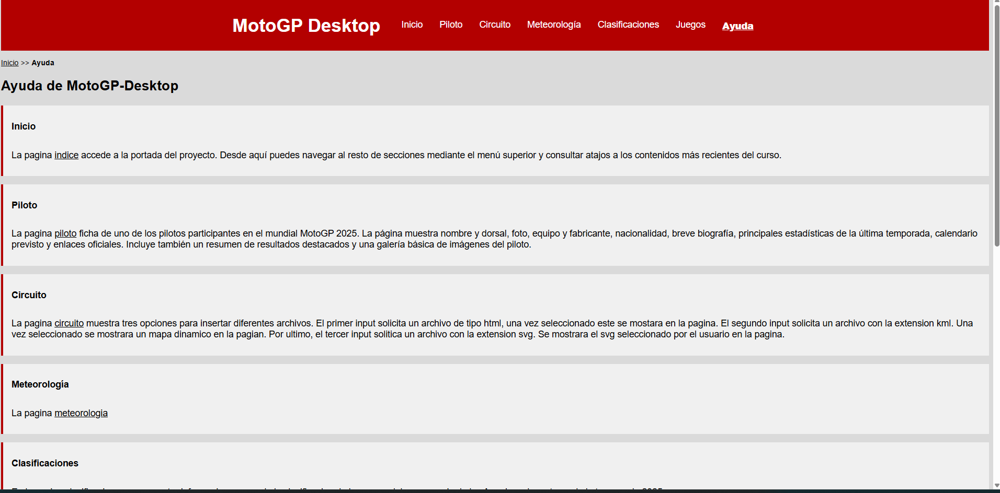 MotoGP Desktop Inicio Piloto Circuito Meteorología Clasificaciones Juegos Ayuda
Inicio >> Ayuda
Ayuda de MotoGP-Desktop
Inicio
La pagina indice accede a la portada del proyecto. Desde aquí puedes navegar al resto de secciones mediante el menú superior y consultar atajos a los contenidos más recientes del curso.
Piloto
La pagina piloto ficha de uno de los pilotos participantes en el mundial MotoGP 2025. La página muestra nombre y dorsal, foto, equipo y fabricante, nacionalidad, breve biografía, principales estadísticas de la última temporada, calendario
previsto y enlaces oficiales. Incluye también un resumen de resultados destacados y una galería básica de imágenes del piloto.
Circuito
La pagina circuito muestra tres opciones para insertar diferentes archivos. El primer input solicita un archivo de tipo html, una vez seleccionado este se mostara en la pagina. El segundo input solicita un archivo con la extension kml. Una
vez seleccionado se mostrara un mapa dinamico en la pagian. Por ultimo, el tercer input solitica un archivo con la extension svg. Se mostrara el svg seleccionado por el usuario en la pagina.
Meteorología
La pagina meteorologia
Clasificaciones